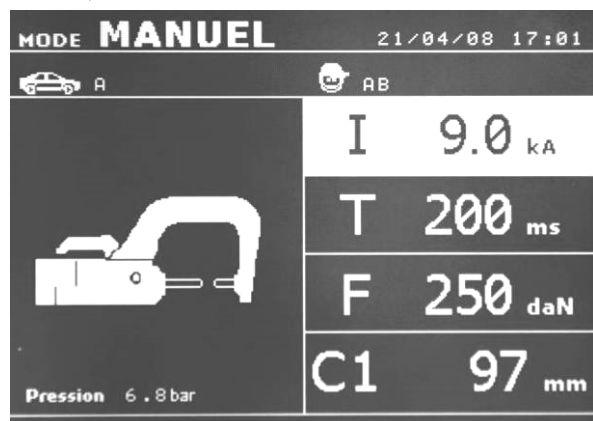 MODE MANUEL 21/04/08 17:01
A AB
I 9.0 kA
T 200 ms
F 250 daN
C1 97 mm
Pression 6.8 bar